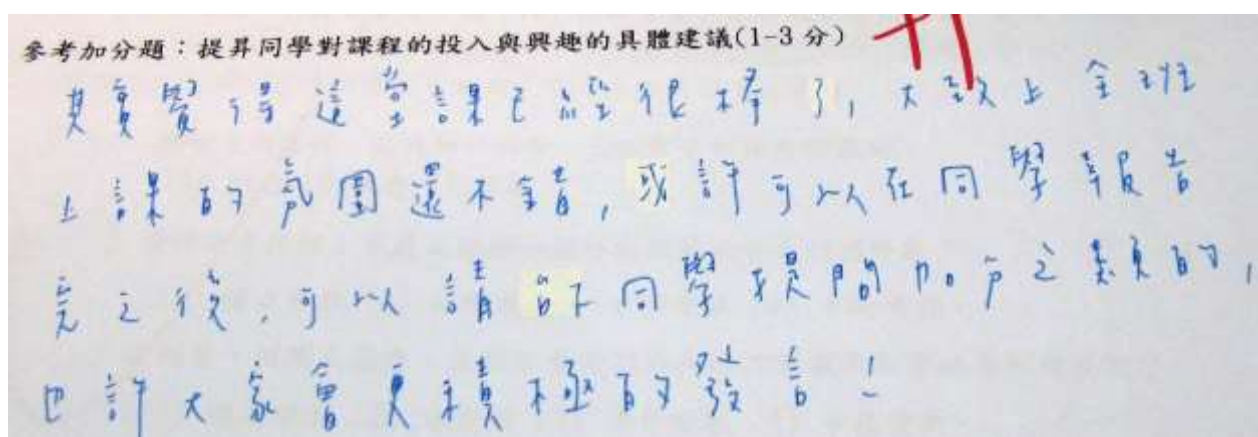 參考加分題：提昇同學對課程的投入與興趣的具體建議(1-3 分)
其實覺得這堂課已經很棒了，大致上全班
上課的氣圍還不錯，或許可以在同學報告
完之後，可以請台下同學提問加分之類的，
也許大家會更積極的發言！